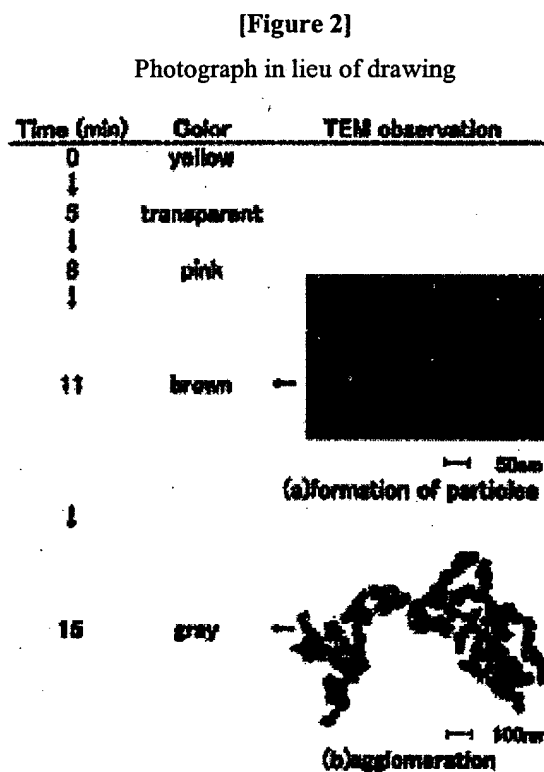 [Figure 2]
Photograph in lieu of drawing
Time (min) Color TEM observation
0 yellow
↓
5 transparent
↓
6 pink
↓
11 brown ←
50nm
(a)formation of particles
↓
15 gray ←
100nm
(b)agglomeration